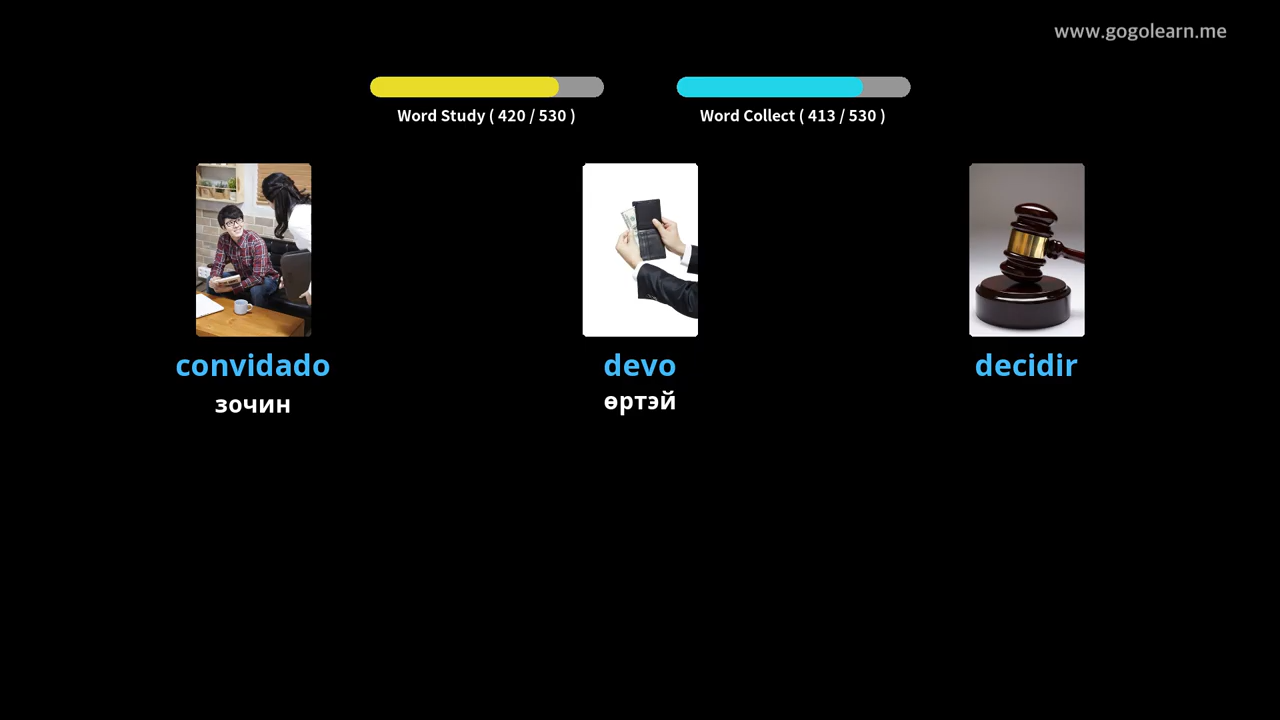 www.gogolearn.me
Word Study ( 420 / 530 )
Word Collect ( 413 / 530 )
convidado
зочин
devo
өртэй
decidir